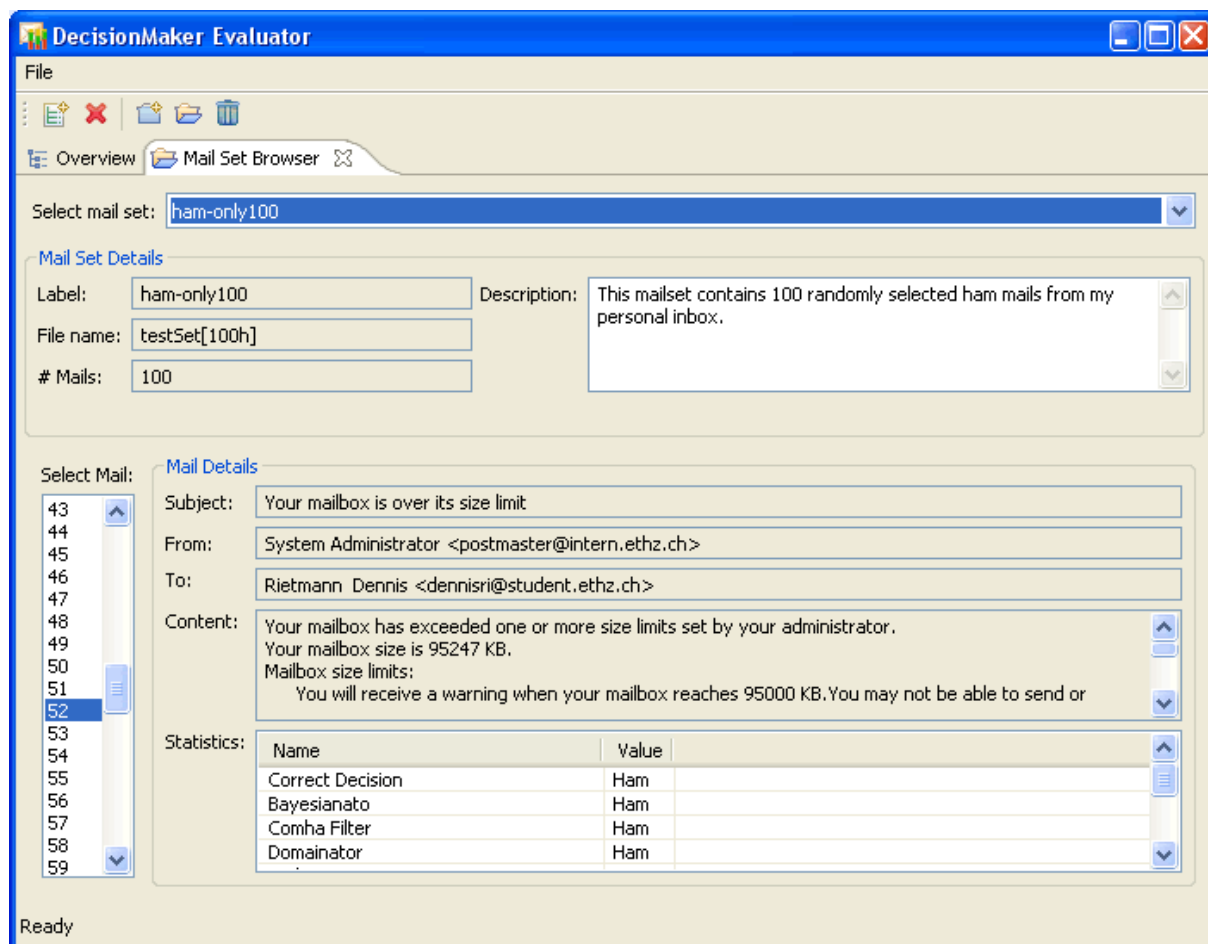 DecisionMaker Evaluator
File
Overview
Mail Set Browser
Select mail set: ham-only100
Mail Set Details
Label: ham-only100
Description: This mailset contains 100 randomly selected ham mails from my
personal inbox.
File name: testSet[100h]
# Mails: 100
Select Mail:
43
44
45
46
47
48
49
50
51
52
53
54
55
56
57
58
59
Mail Details
Subject: Your mailbox is over its size limit
From: System Administrator <postmaster@intern.ethz.ch>
To: Rietmann Dennis <dennisri@student.ethz.ch>
Content: Your mailbox has exceeded one or more size limits set by your administrator.
Your mailbox size is 95247 KB.
Mailbox size limits:
You will receive a warning when your mailbox reaches 95000 KB.You may not be able to send or
Statistics:
Name Value
Correct Decision Ham
Bayesianato Ham
Comha Filter Ham
Domainator Ham
Ready